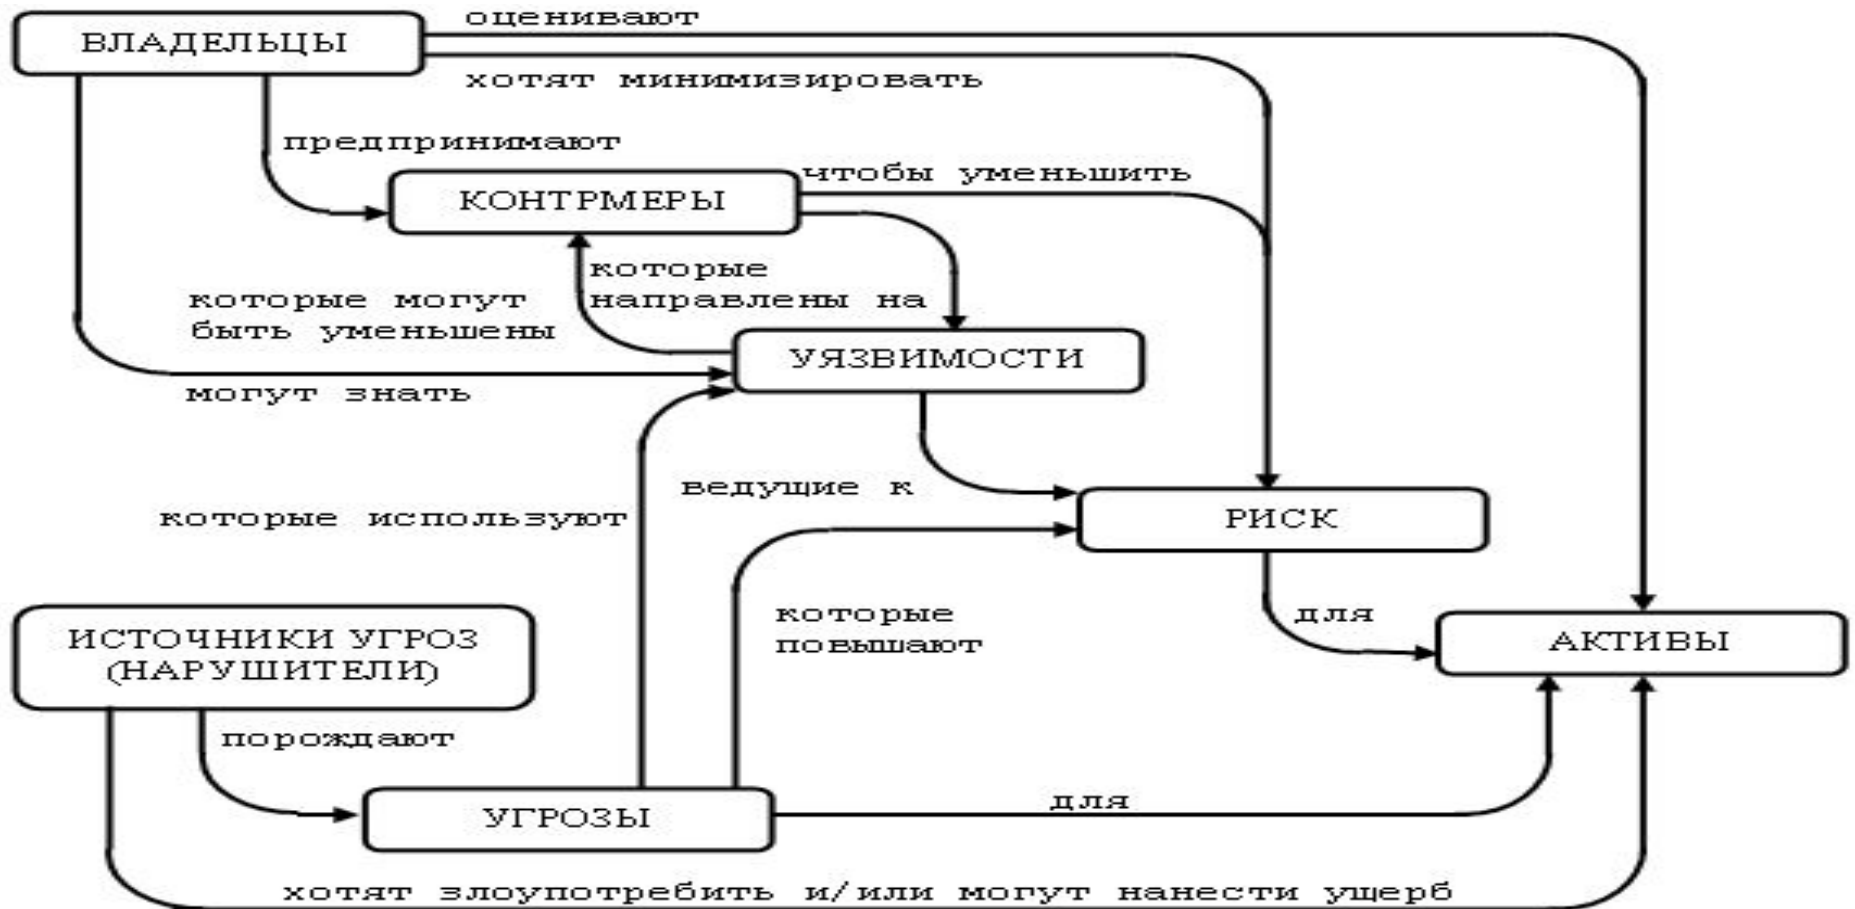 оценивают
ВЛАДЕЛЬЦЫ
хотят минимизировать
предпринимают
чтобы уменьшить
КОНТРМЕРЫ
которые
направлены на
которые могут
быть уменьшены
УЯЗВИМОСТИ
могут знать
ведущие к
которые используют
РИСК
которые
повышают
для
ИСТОЧНИКИ УГРОЗ
(НАРУШИТЕЛИ)
АКТИВЫ
порождают
для
УГРОЗЫ
хотят злоупотребить и/или могут нанести ущерб